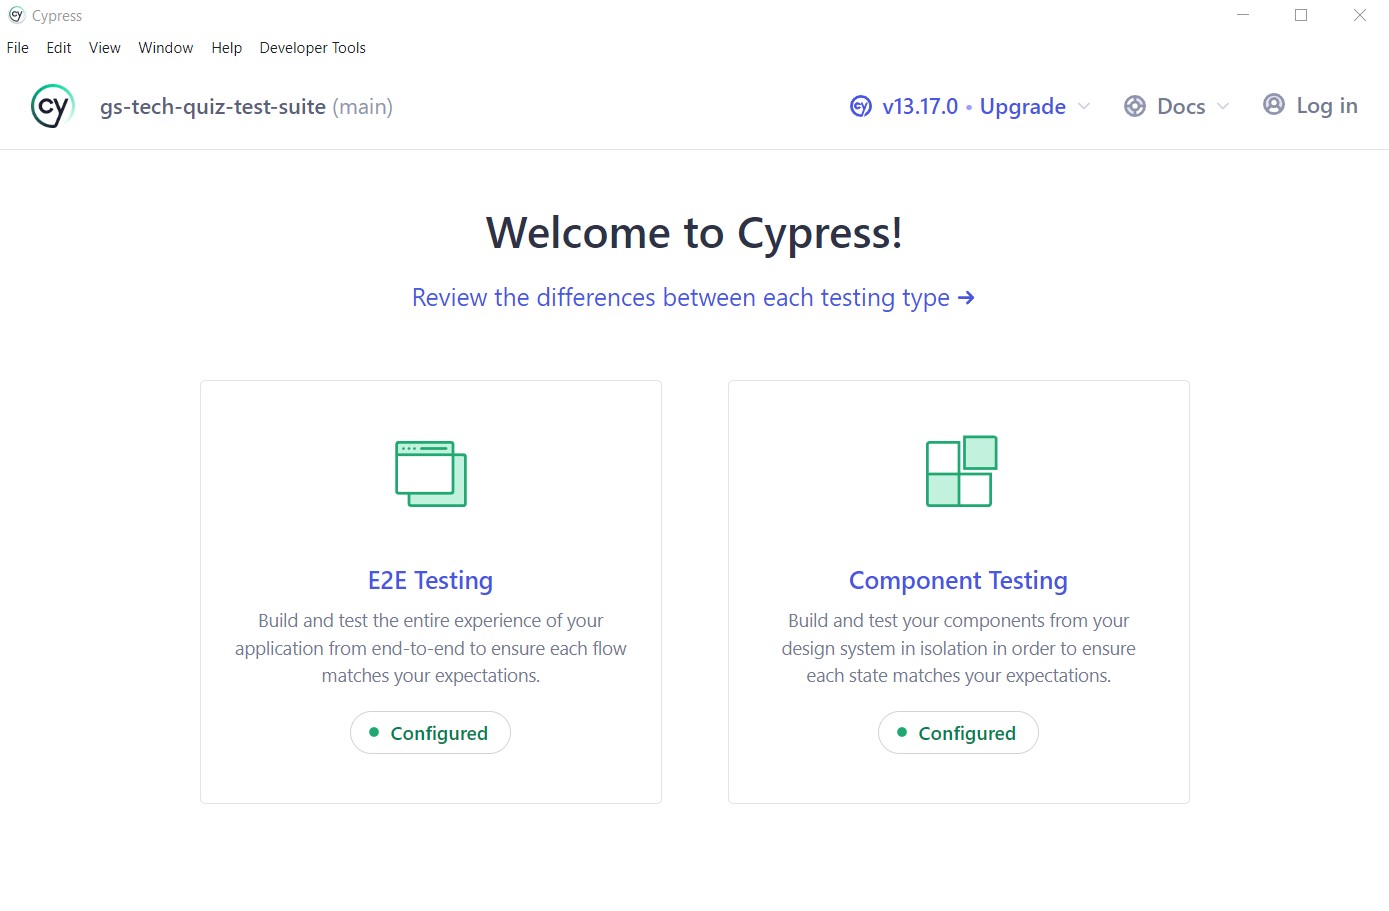 Cypress
File Edit View Window Help Developer Tools
cy gs-tech-quiz-test-suite (main) v13.17.0 • Upgrade Docs Log in
Welcome to Cypress!
Review the differences between each testing type →
E2E Testing
Build and test the entire experience of your
application from end-to-end to ensure each flow
matches your expectations.
Configured
Component Testing
Build and test your components from your
design system in isolation in order to ensure
each state matches your expectations.
Configured